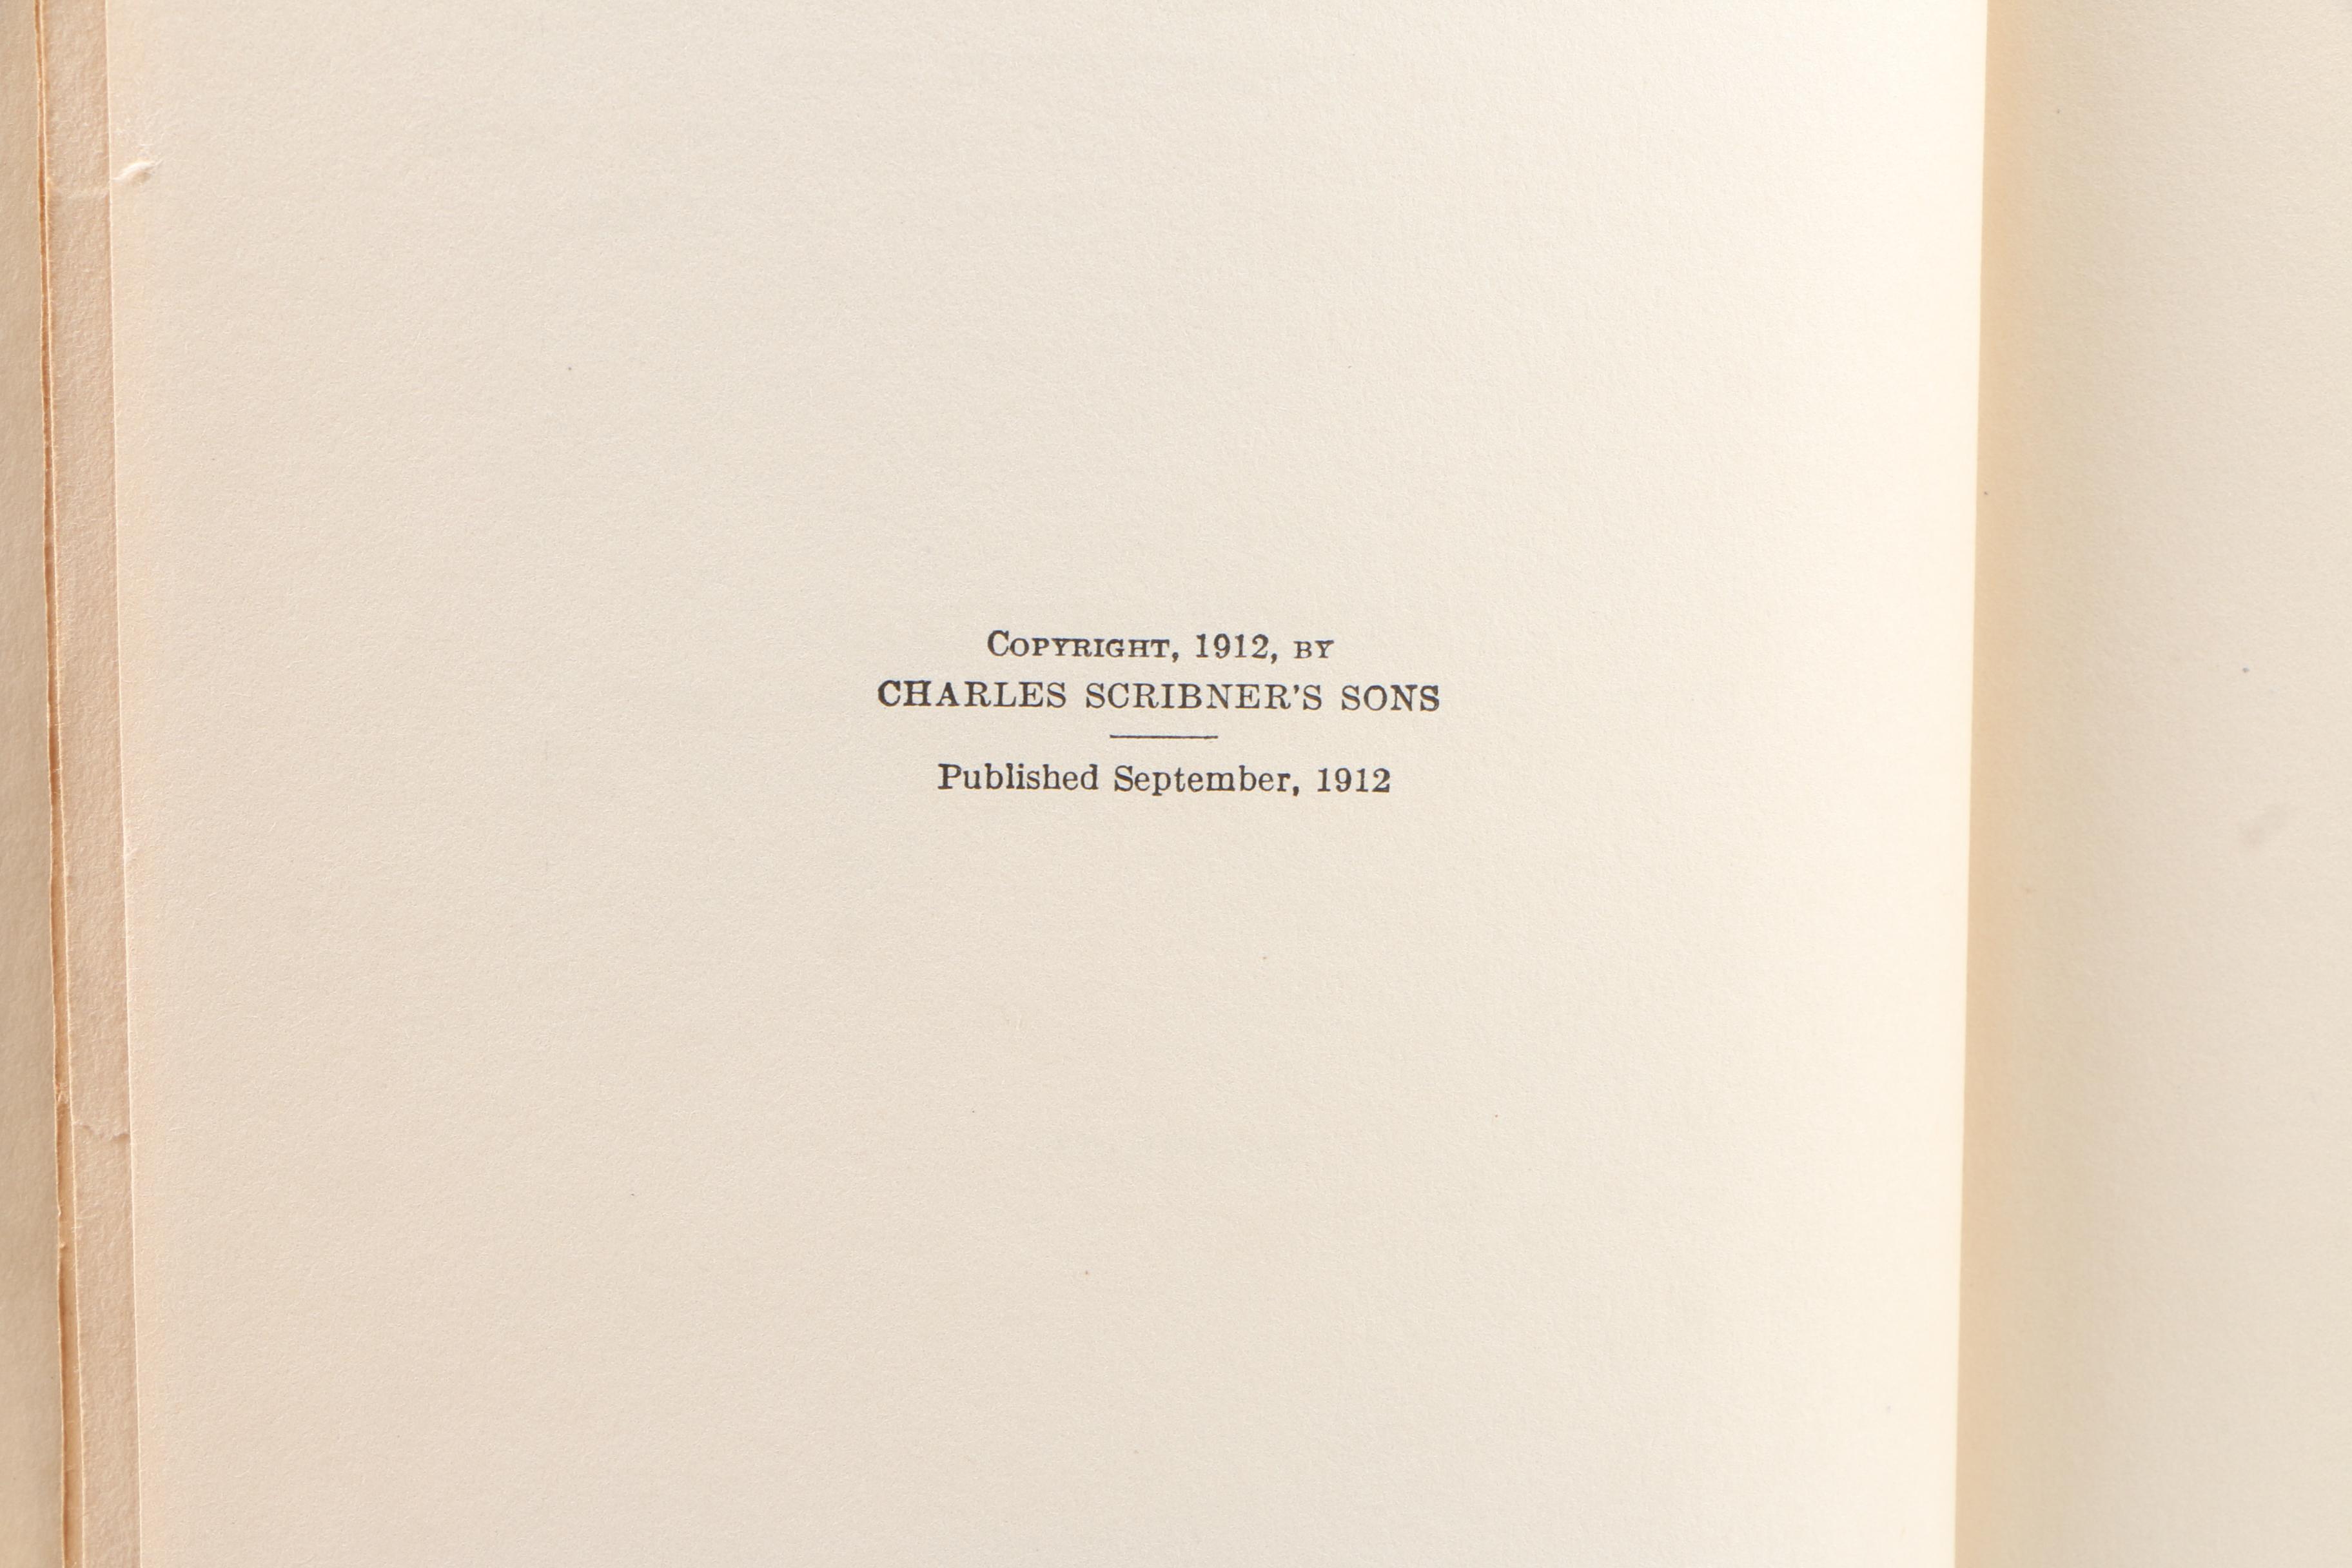 Copyright, 1912, by
CHARLES SCRIBNER'S SONS
Published September, 1912